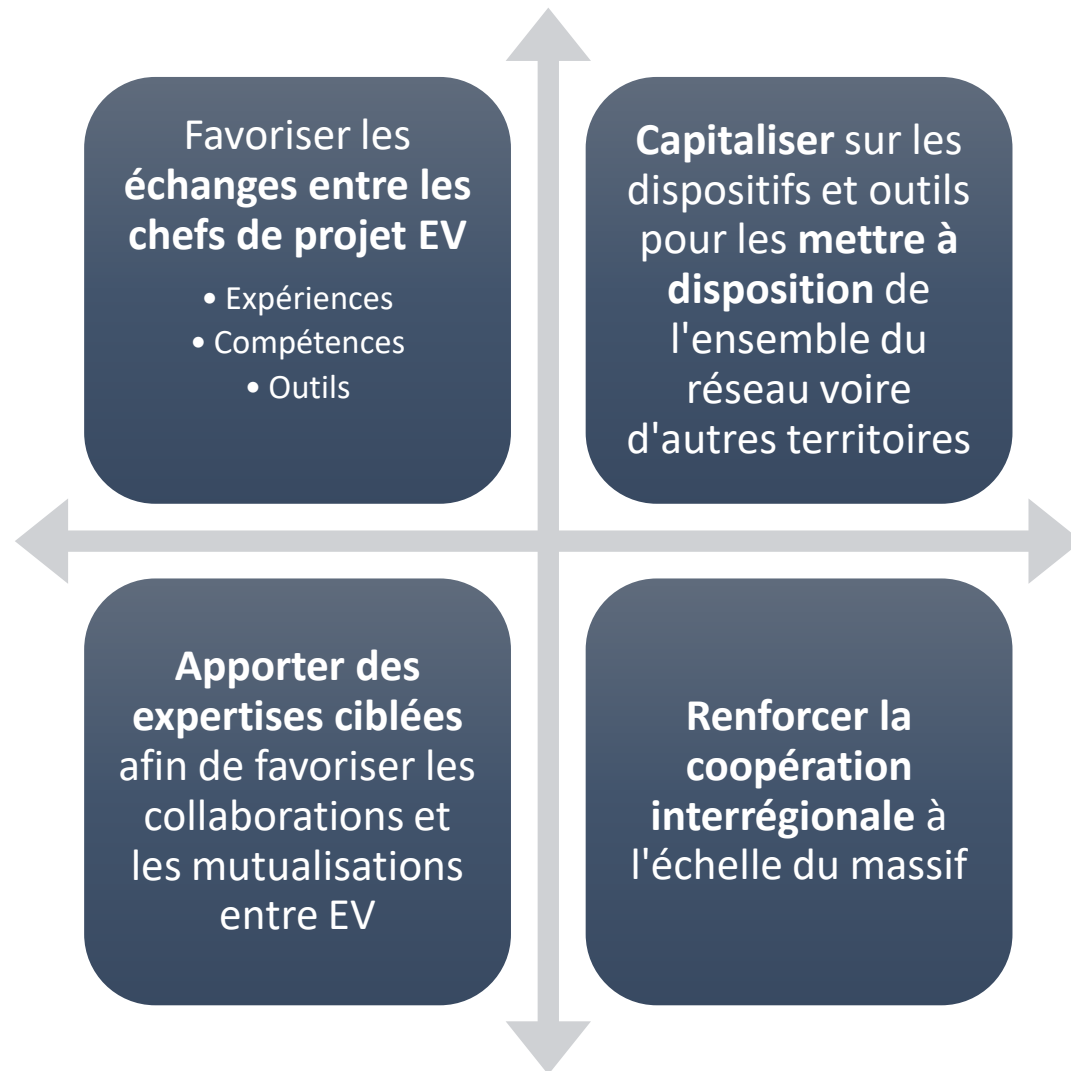 Favoriser les
échanges entre les
chefs de projet EV
• Expériences
• Compétences
• Outils
Capitaliser sur les
dispositifs et outils
pour les mettre à
disposition de
l'ensemble du
réseau voire
d'autres territoires
Apporter des
expertises ciblées
afin de favoriser les
collaborations et
les mutualisations
entre EV
Renforcer la
coopération
interrégionale à
l'échelle du massif